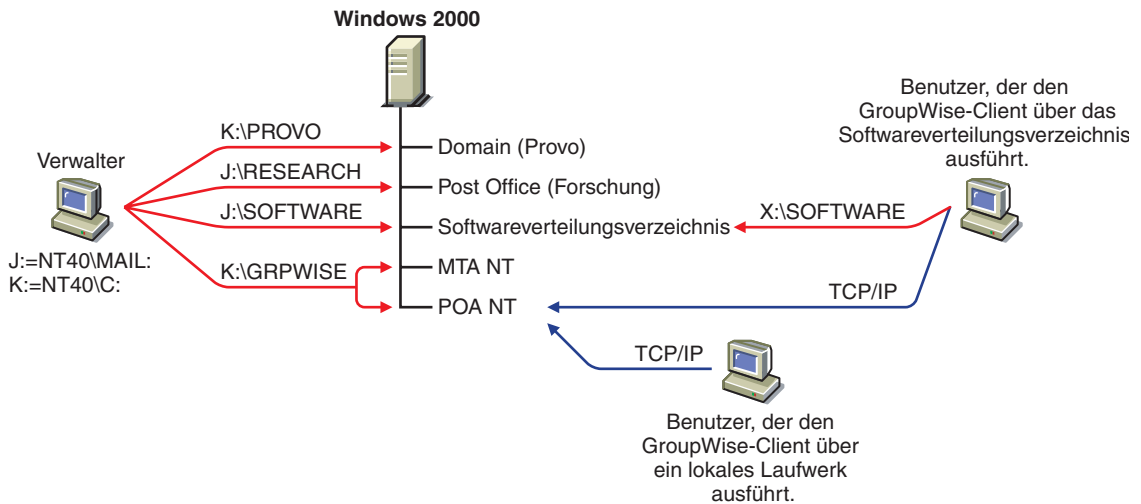 Windows 2000
Verwalter
J:=NT40\MAIL:
K:=NT40\C:
K:\PROVO
J:\RESEARCH
J:\SOFTWARE
K:\GRPWISE
Domain (Provo)
Post Office (Forschung)
Softwareverteilungsverzeichnis
MTA NT
POA NT
X:\SOFTWARE
TCP/IP
TCP/IP
Benutzer, der den
GroupWise-Client über das
Softwareverteilungsverzeichnis
ausführt.
Benutzer, der den
GroupWise-Client über
ein lokales Laufwerk
ausführt.